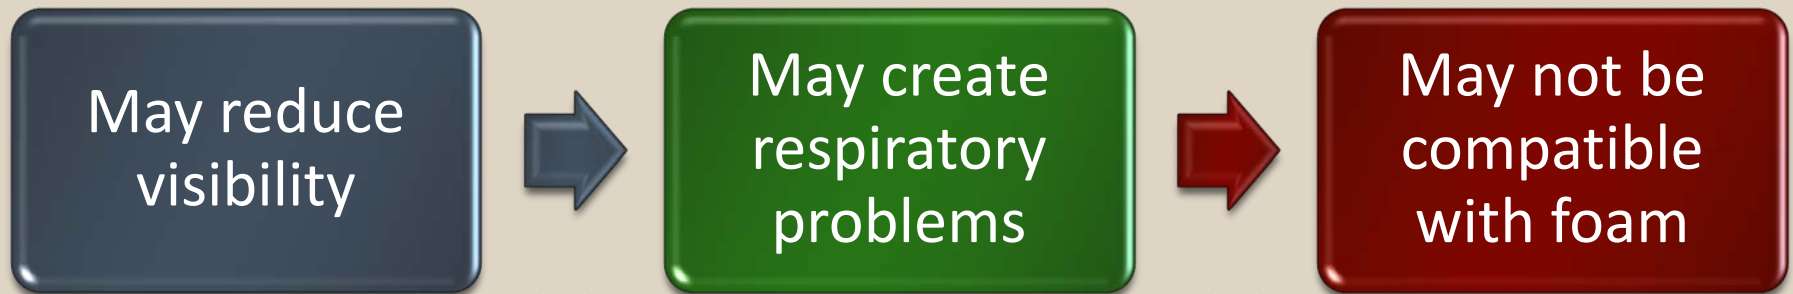 May reduce
visibility
May create
respiratory
problems
May not be
compatible
with foam